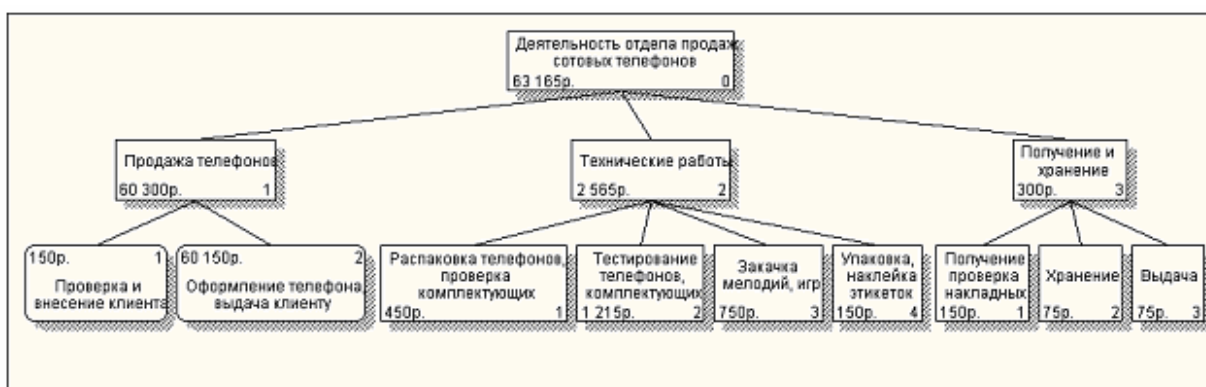 Деятельность отдела продаж
сотовых телефонов
63 165р. 0
Продажа телефонов
60 300р. 1
Технические работы
2 565р. 2
Получение и
хранение
300р. 3
150р. 1
Проверка и
внесение клиента
60 150р. 2
Оформление телефона
выдача клиенту
Распаковка телефонов,
проверка
комплектующих
450р. 1
Тестирование
телефонов,
комплектующих
1 215р. 2
Закачка
мелодий, игр
750р. 3
Упаковка,
наклейка
этикеток
150р. 4
Получение
проверка
накладных
150р. 1
Хранение
75р. 2
Выдача
75р. 3